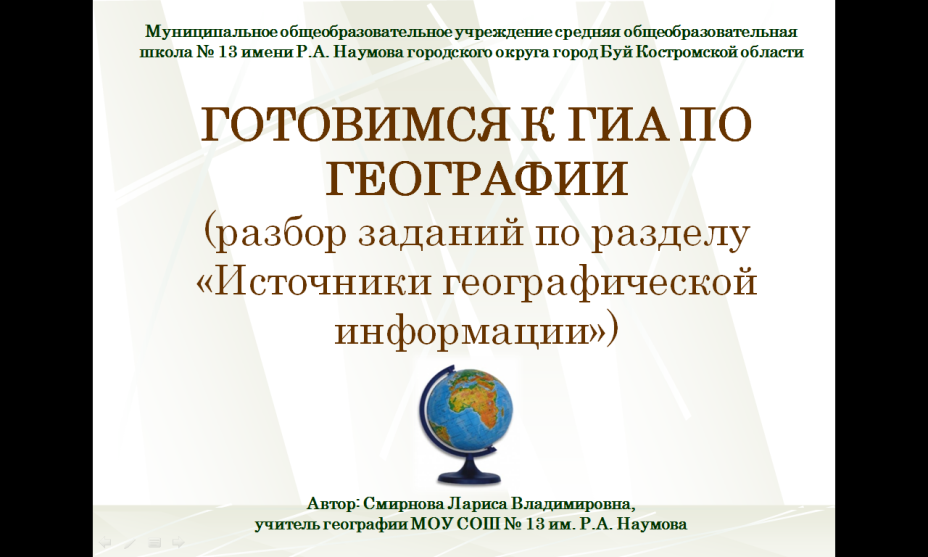 Муниципальное общеобразовательное учреждение средняя общеобразовательная
школа № 13 имени Р.А. Наумова городского округа город Буй Костромской области
ГОТОВИМСЯ К ГИА ПО
ГЕОГРАФИИ
(разбор заданий по разделу
«Источники географической
информации»)
Автор: Смирнова Лариса Владимировна,
учитель географии МОУ СОШ № 13 им. Р.А. Наумова